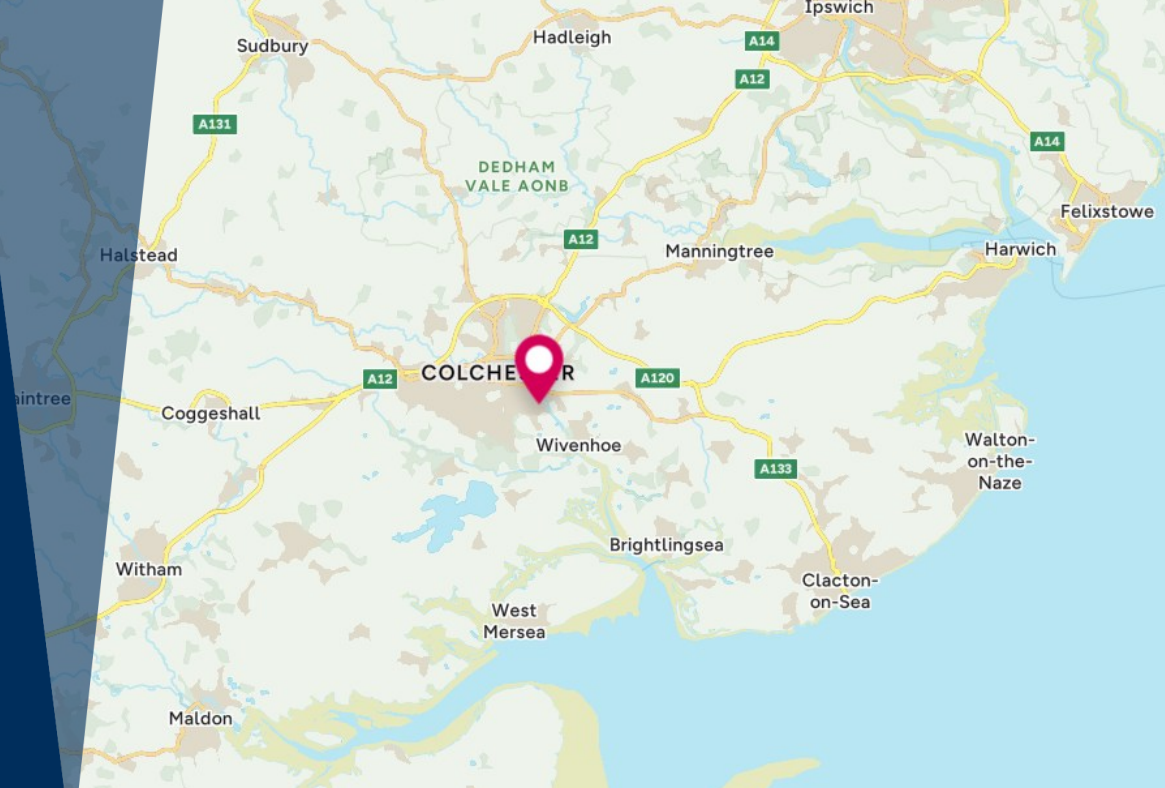 Ipswich
Hadleigh
Sudbury
A14
A12
A131
A14
DEDHAM
VALE AONB
Felixstowe
A12
Manningtree
Harwich
Halstead
COLCHE
R
A12
A120
aintree
Coggeshall
Wivenhoe
Walton-
on-the-
Naze
A133
Brightlingsea
Witham
Clacton-
on-Sea
West
Mersea
Maldon